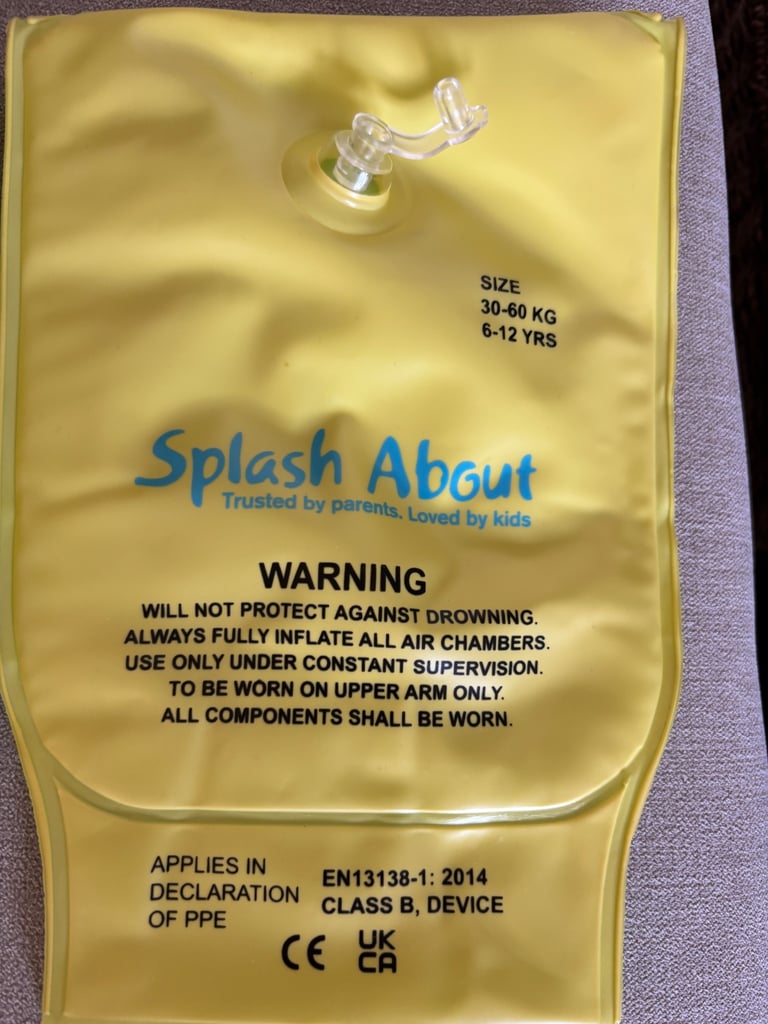 SIZE
30-60 KG
6-12 YRS
Splash About
Trusted by parents. Loved by kids
WARNING
WILL NOT PROTECT AGAINST DROWNING.
ALWAYS FULLY INFLATE ALL AIR CHAMBERS.
USE ONLY UNDER CONSTANT SUPERVISION.
TO BE WORN ON UPPER ARM ONLY.
ALL COMPONENTS SHALL BE WORN.
APPLIES IN
DECLARATION
OF PPE
EN13138-1: 2014
CLASS B, DEVICE
CE
UK
CA